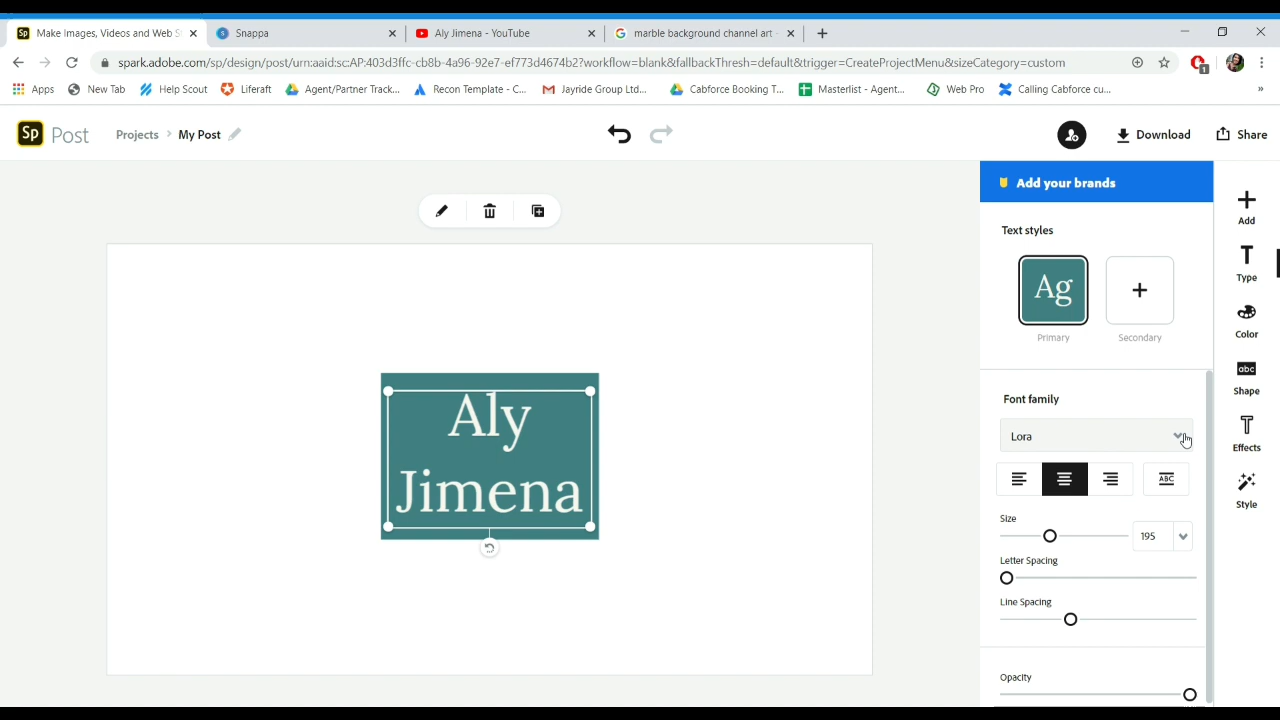 Sp Make Images, Videos and Web S
S Snappa
Aly Jimena - YouTube
marble background channel art -
spark.adobe.com/sp/design/post/urn:aaid:sc:AP:403d3ffc-cb8b-4a96-92e7-ef773d4674b2?workflow=blank&fallbackThresh=default&trigger=CreateProjectMenu&sizeCategory=custom
1
Apps
New Tab
Help Scout
Liferaft
Agent/Partner Track...
Recon Template - C...
Jayride Group Ltd...
Cabforce Booking T...
Masterlist - Agent...
Web Pro
Calling Cabforce cu...
»
Sp Post
Projects > My Post
Download
Share
Add your brands
Text styles
Ag
+
Primary
Secondary
Font family
Lora
ABC
Size
195
Letter Spacing
Line Spacing
Opacity
Add
T
Type
Color
abc
Shape
T
Effects
Style
Aly
Jimena